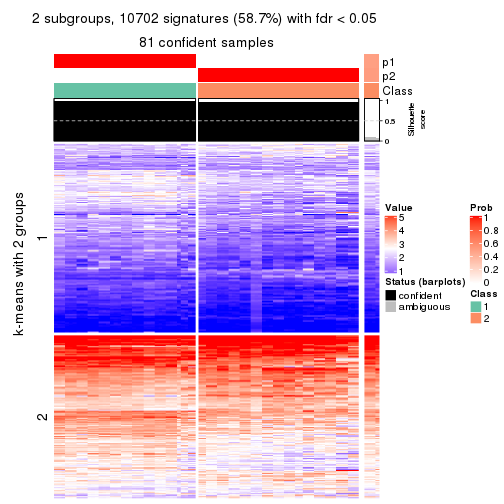 2 subgroups, 10702 signatures (58.7%) with fdr < 0.05
81 confident samples
p1
p2
Class
1
0.5
0
Silhouette
score
k-means with 2 groups
1
2
Value
5
4
3
2
1
Prob
1
0.8
0.6
0.4
0.2
0
Status (barplots)
confident
ambiguous
Class
1
2